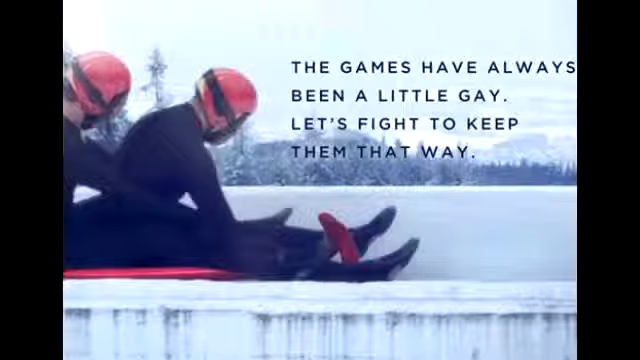 THE GAMES HAVE ALWAYS
BEEN A LITTLE GAY.
LET'S FIGHT TO KEEP
THEM THAT WAY.